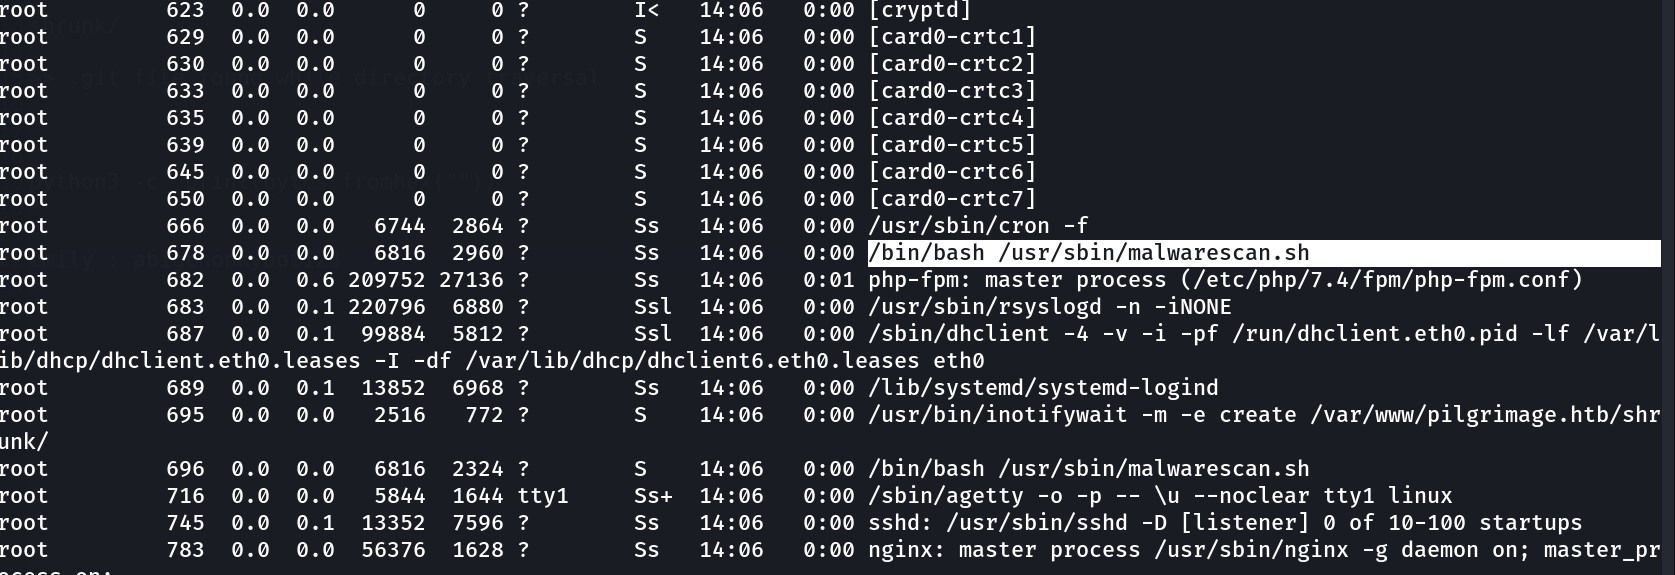 root 623 0.0 0.0 0 0 ? I< 14:06 0:00 [cryptd]
root 629 0.0 0.0 0 0 ? S 14:06 0:00 [card0-crtc1]
root 630 0.0 0.0 0 0 ? S 14:06 0:00 [card0-crtc2]
root 633 0.0 0.0 0 0 ? S 14:06 0:00 [card0-crtc3]
root 635 0.0 0.0 0 0 ? S 14:06 0:00 [card0-crtc4]
root 639 0.0 0.0 0 0 ? S 14:06 0:00 [card0-crtc5]
root 645 0.0 0.0 0 0 ? S 14:06 0:00 [card0-crtc6]
root 650 0.0 0.0 0 0 ? S 14:06 0:00 [card0-crtc7]
root 666 0.0 0.0 6744 2864 ? Ss 14:06 0:00 /usr/sbin/cron -f
root 678 0.0 0.0 6816 2960 ? Ss 14:06 0:00 /bin/bash /usr/sbin/malwarescan.sh
root 682 0.0 0.6 209752 27136 ? Ss 14:06 0:01 php-fpm: master process (/etc/php/7.4/fpm/php-fpm.conf)
root 683 0.0 0.1 220796 6880 ? Ssl 14:06 0:00 /usr/sbin/rsyslogd -n -iNONE
root 687 0.0 0.1 99884 5812 ? Ssl 14:06 0:00 /sbin/dhclient -4 -v -i -pf /run/dhclient.eth0.pid -lf /var/l
ib/dhcp/dhclient.eth0.leases -I -df /var/lib/dhcp/dhclient6.eth0.leases eth0
root 689 0.0 0.1 13852 6968 ? Ss 14:06 0:00 /lib/systemd/systemd-logind
root 695 0.0 0.0 2516 772 ? S 14:06 0:00 /usr/bin/inotifywait -m -e create /var/www/pilgrimage.htb/shr
unk/
root 696 0.0 0.0 6816 2324 ? S 14:06 0:00 /bin/bash /usr/sbin/malwarescan.sh
root 716 0.0 0.0 5844 1644 tty1 Ss+ 14:06 0:00 /sbin/agetty -o -p -- \u --noclear tty1 linux
root 745 0.0 0.1 13352 7596 ? Ss 14:06 0:00 sshd: /usr/sbin/sshd -D [listener] 0 of 10-100 startups
root 783 0.0 0.0 56376 1628 ? Ss 14:06 0:00 nginx: master process /usr/sbin/nginx -g daemon on; master_pr